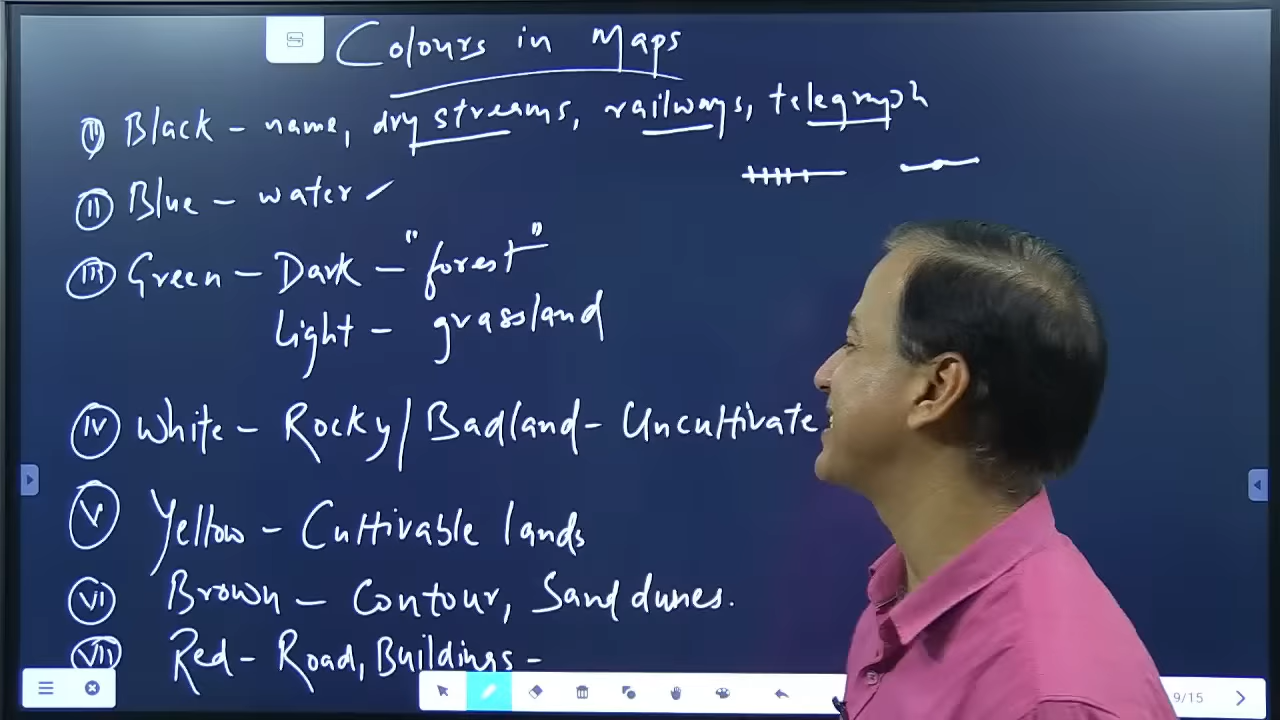 Colours in Maps
(i) Black - name, dry streams, railways, telegraph
(ii) Blue - water
(iii) Green - Dark - "forest"
Light - grassland
(iv) White - Rocky/Badland - Uncultivate
(v) Yellow - Cultivable lands
(vi) Brown - Contour, Sand dunes.
(vii) Red - Road, Buildings -
9/15